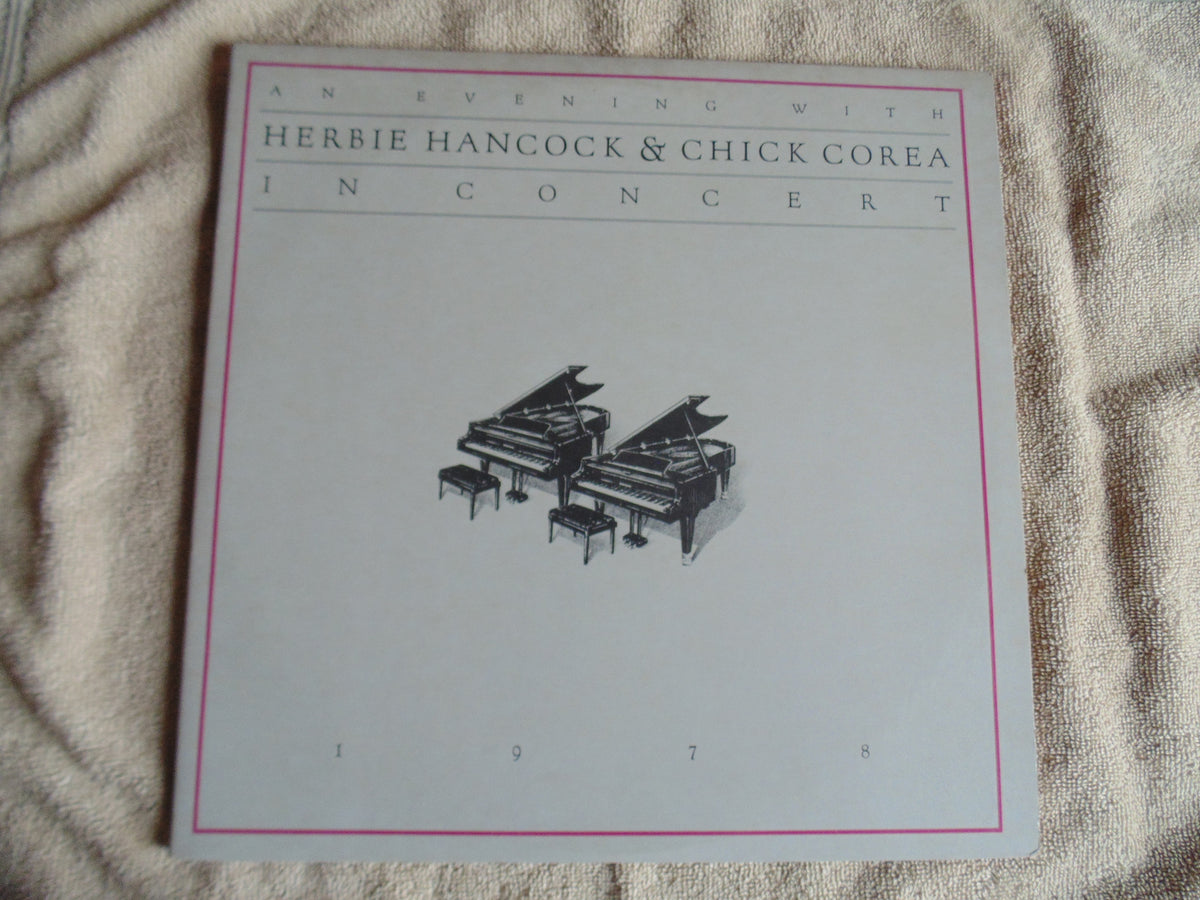 AN EVENING WITH
HERBIE HANCOCK & CHICK COREA
IN CONCERT
1978